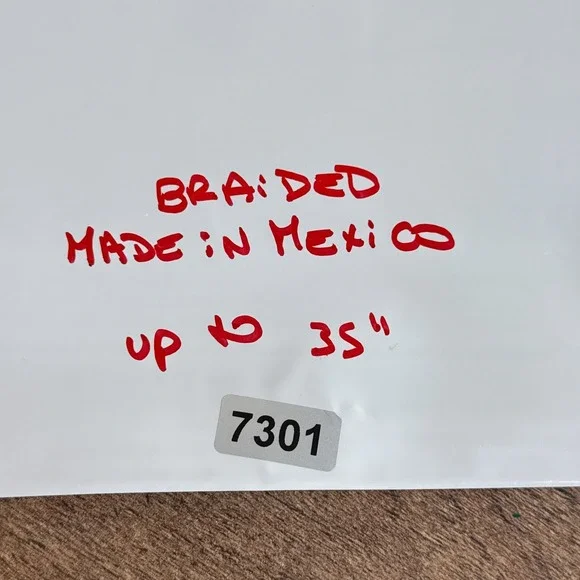 BRAiDED
MADE iN MEXiCO
up to 35"
7301